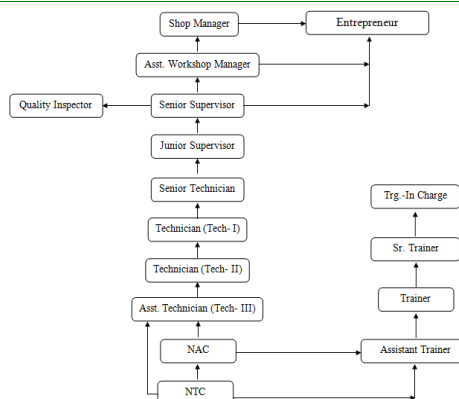 Shop Manager
Entrepreneur
Asst. Workshop Manager
Quality Inspector
Senior Supervisor
Junior Supervisor
Senior Technician
Trg.-In Charge
Technician (Tech- I)
Sr. Trainer
Technician (Tech- II)
Trainer
Asst. Technician (Tech- III)
NAC
Assistant Trainer
NTC